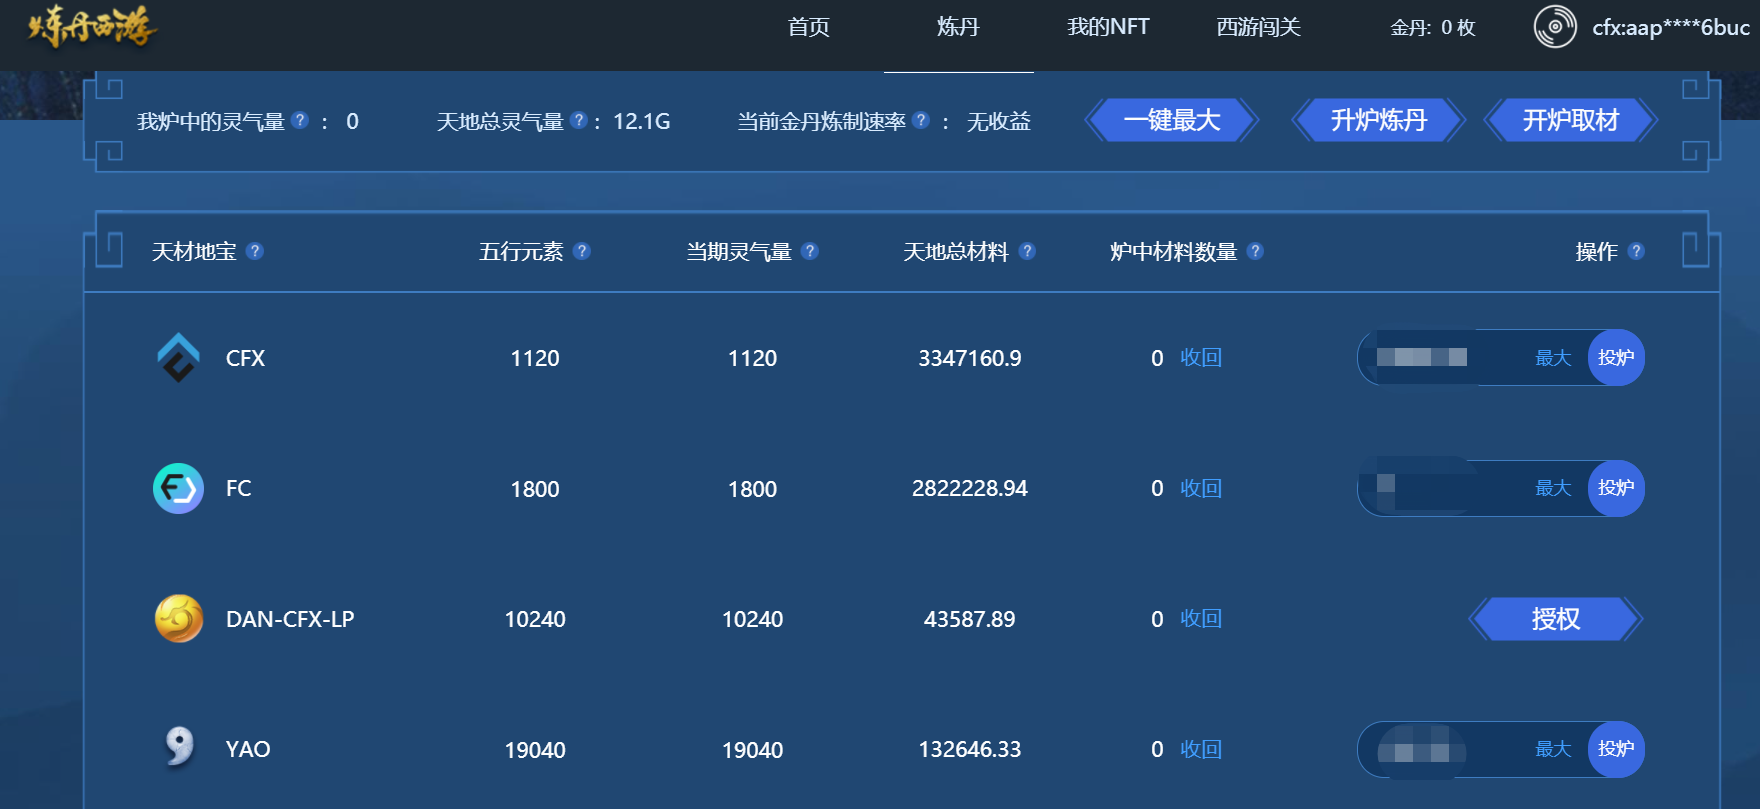 炼丹西游 首页 炼丹 我的NFT 西游闯关 金丹: 0 枚 cfx:aap****6buc
我炉中的灵气量 ? : 0 天地总灵气量 ? : 12.1G 当前金丹炼制速率 ? : 无收益 一键最大 升炉炼丹 开炉取材
天材地宝 ? 五行元素 ? 当期灵气量 ? 天地总材料 ? 炉中材料数量 ? 操作 ?
CFX 1120 1120 3347160.9 0 收回 最大 投炉
FC 1800 1800 2822228.94 0 收回 最大 投炉
DAN-CFX-LP 10240 10240 43587.89 0 收回 授权
YAO 19040 19040 132646.33 0 收回 最大 投炉